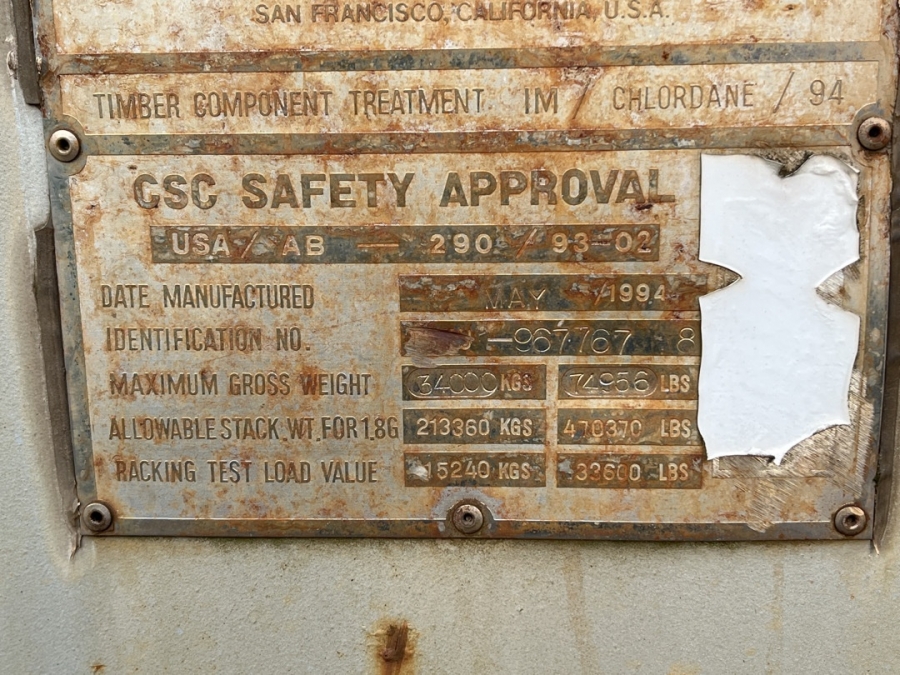 SAN FRANCISCO, CALIFORNIA, U.S.A.
TIMBER COMPONENT TREATMENT IM / CHLORDANE / 94
CSC SAFETY APPROVAL
USA / AB — 290 / 93-02
DATE MANUFACTURED MAY / 1994
IDENTIFICATION NO. -967767 8
MAXIMUM GROSS WEIGHT 34000 KGS 74956 LBS
ALLOWABLE STACK.WT.FOR 1.8G 213360 KGS 470370 LBS
RACKING TEST LOAD VALUE 15240 KGS 33600 LBS